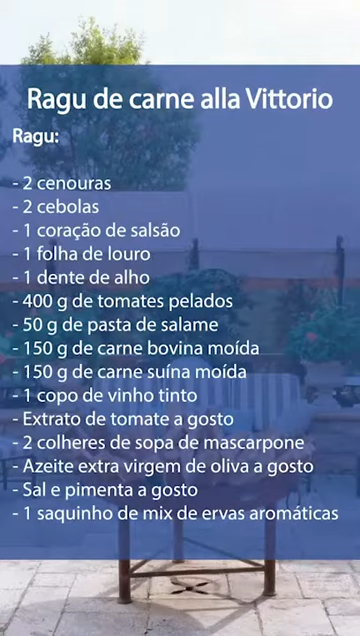 Ragu de carne alla Vittorio
Ragu:
- 2 cenouras
- 2 cebolas
- 1 coração de salsão
- 1 folha de louro
- 1 dente de alho
- 400 g de tomates pelados
- 50 g de pasta de salame
- 150 g de carne bovina moída
- 150 g de carne suína moída
- 1 copo de vinho tinto
- Extrato de tomate a gosto
- 2 colheres de sopa de mascarpone
- Azeite extra virgem de oliva a gosto
- Sal e pimenta a gosto
- 1 saquinho de mix de ervas aromáticas